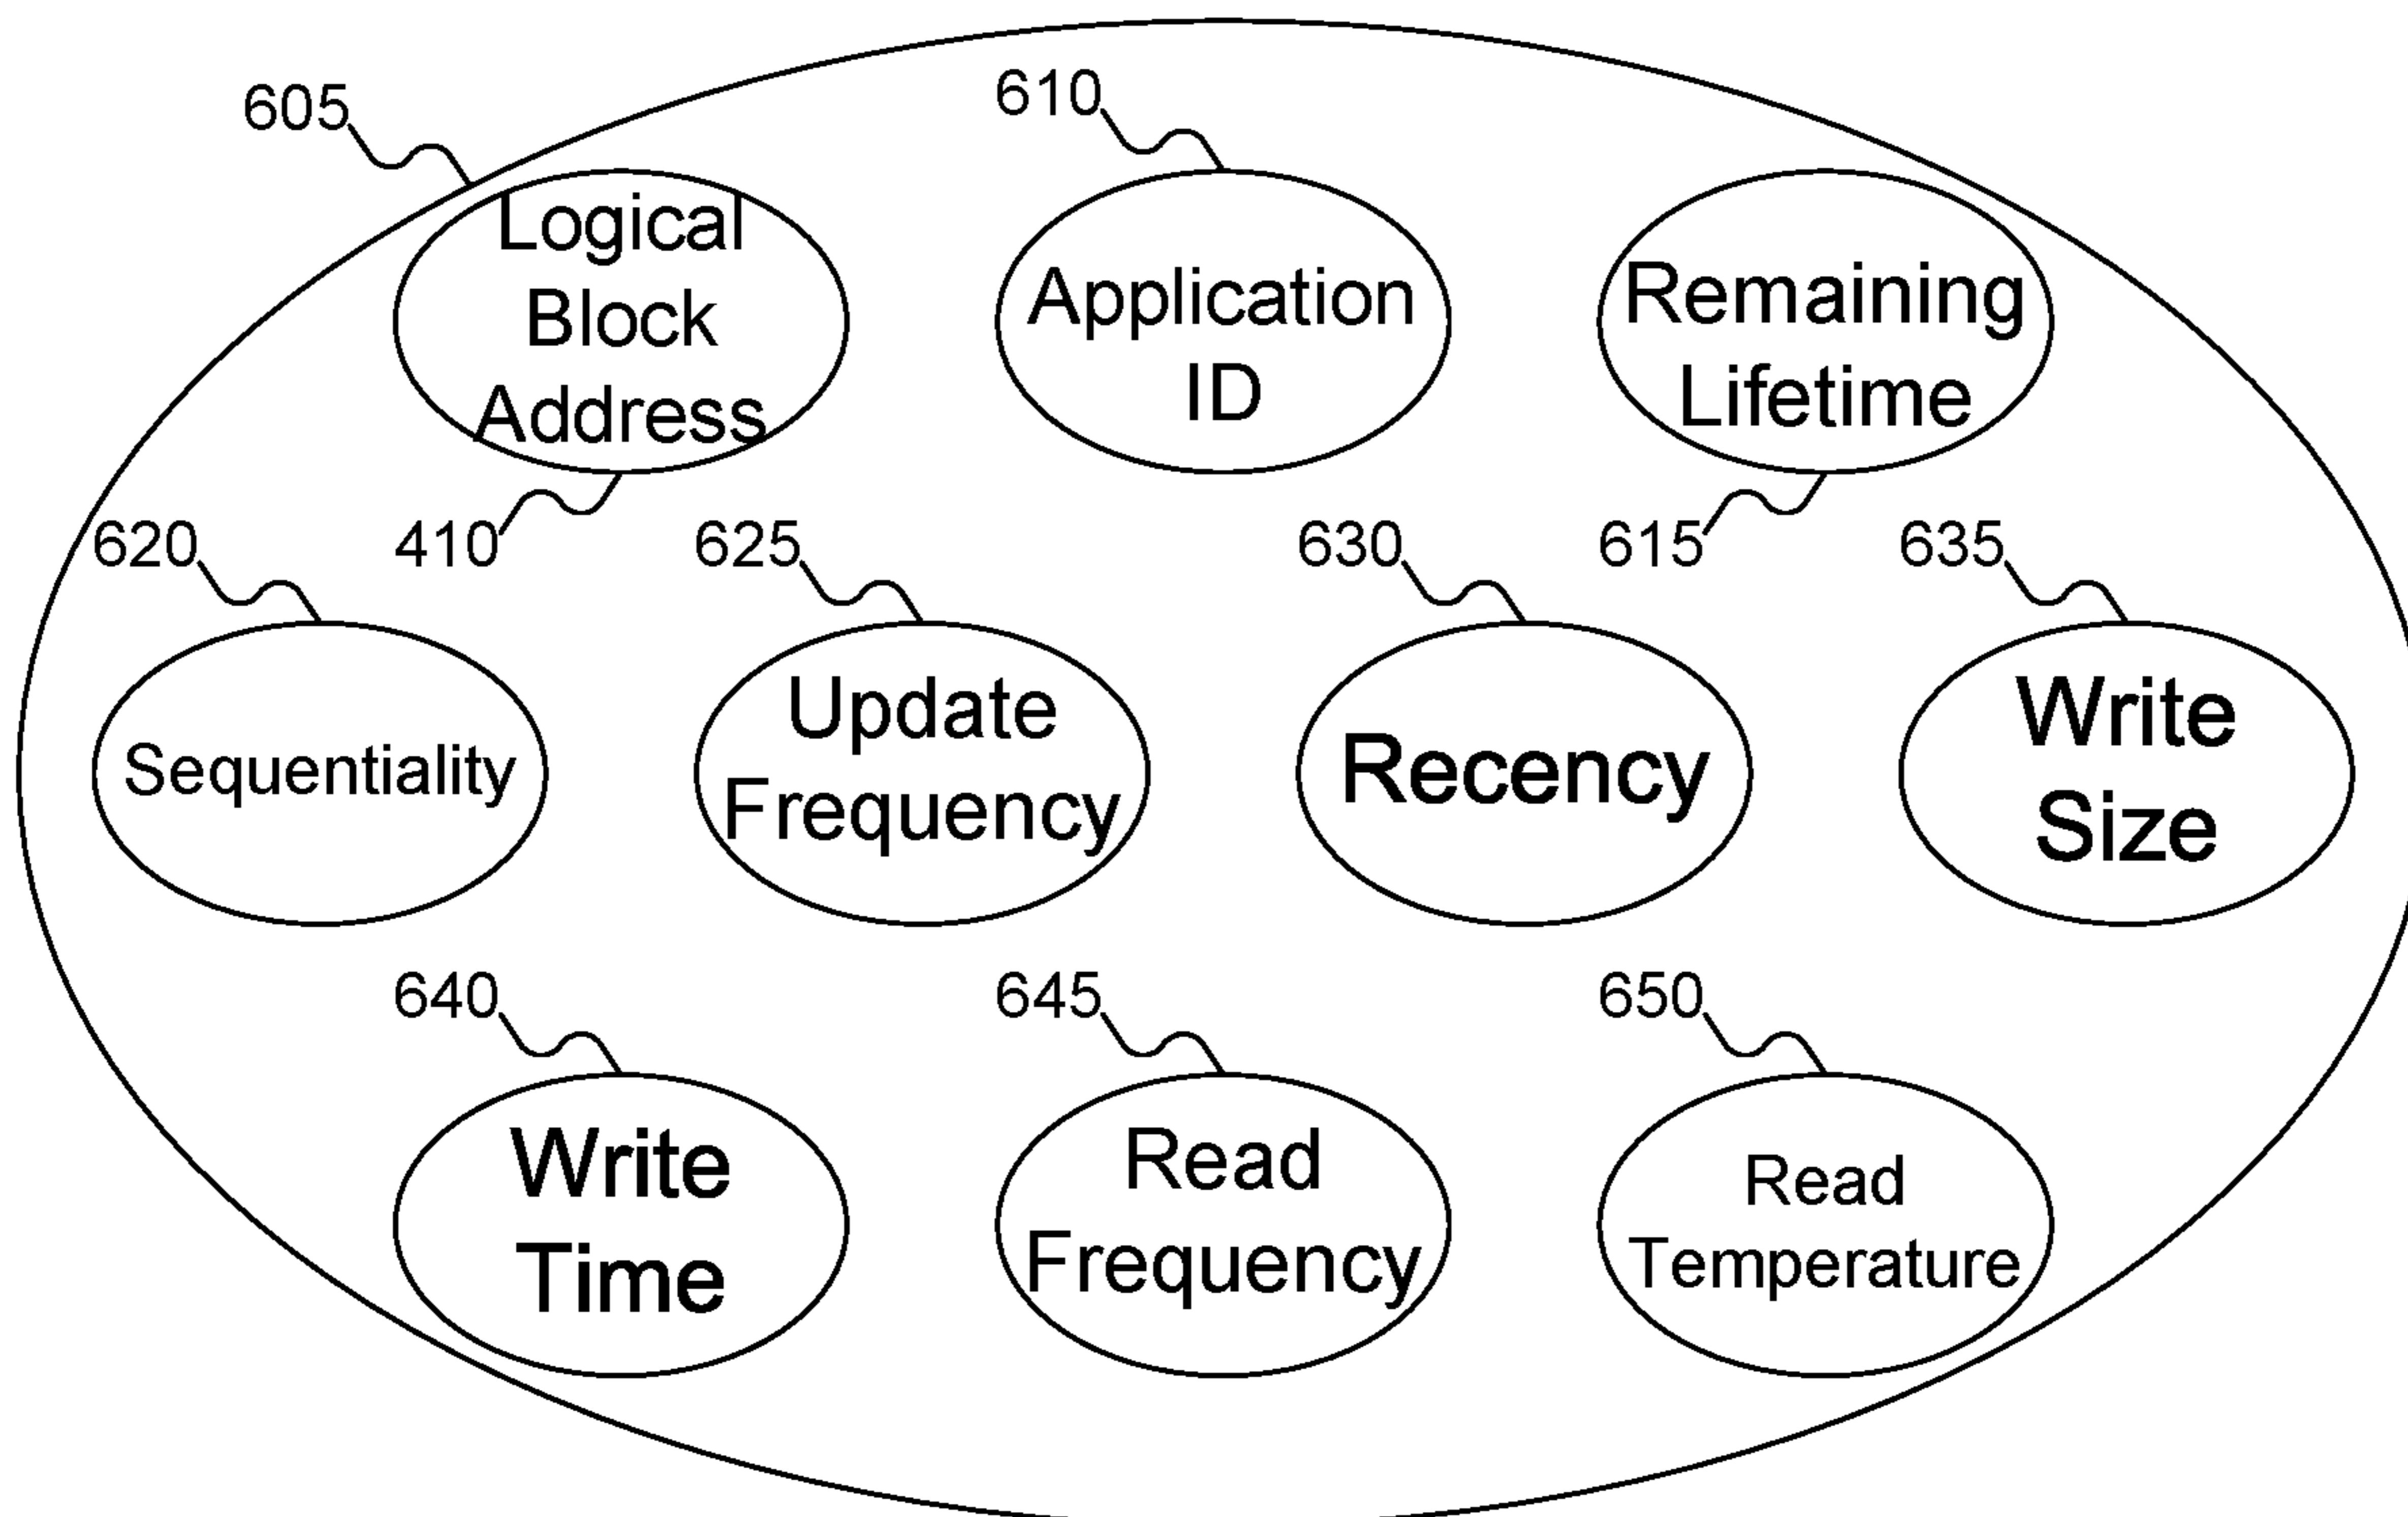 605
610
Logical
Block
Address
Application
ID
Remaining
Lifetime
620
410
625
630
615
635
Sequentiality
Update
Frequency
Recency
Write
Size
640
645
650
Write
Time
Read
Frequency
Read
Temperature